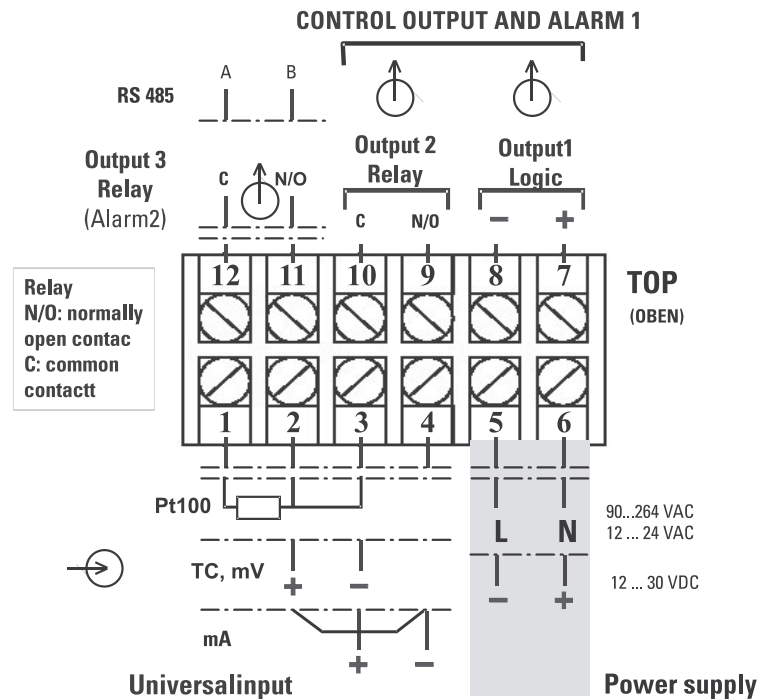 CONTROL OUTPUT AND ALARM 1
RS 485
A B
Output 3
Relay
(Alarm2)
C N/O
Output 2
Relay
C N/O
Output1
Logic
− +
12 11 10 9 8 7
TOP
(OBEN)
Relay
N/O: normally
open contac
C: common
contactt
1 2 3 4 5 6
Pt100
L N
90...264 VAC
12 ... 24 VAC
TC, mV
+ −
− +
12 ... 30 VDC
mA
+ −
Universalinput
Power supply